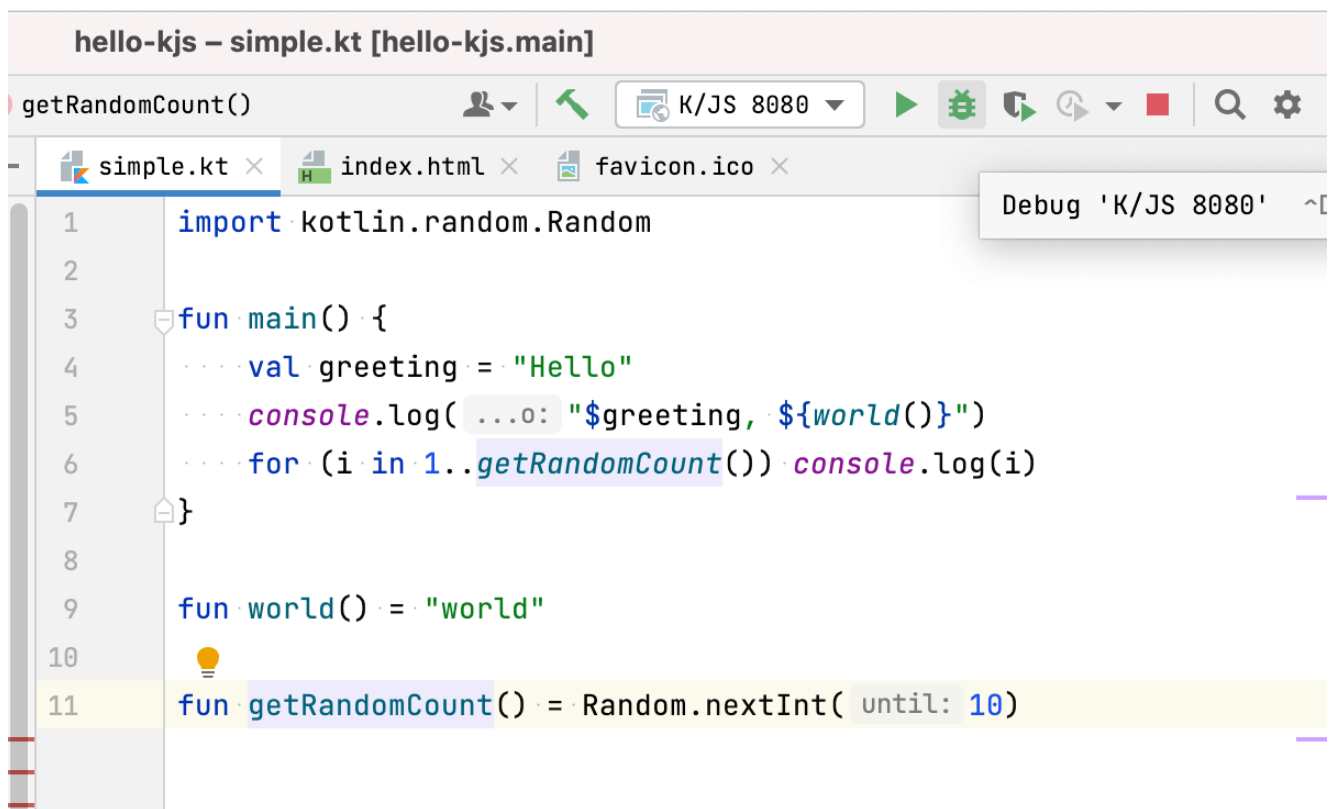 hello-kjs – simple.kt [hello-kjs.main]
getRandomCount() K/JS 8080
simple.kt index.html favicon.ico
Debug 'K/JS 8080'
1 import kotlin.random.Random
2
3 fun main() {
4 val greeting = "Hello"
5 console.log( ...o: "$greeting, ${world()}")
6 for (i in 1..getRandomCount()) console.log(i)
7 }
8
9 fun world() = "world"
10
11 fun getRandomCount() = Random.nextInt( until: 10)